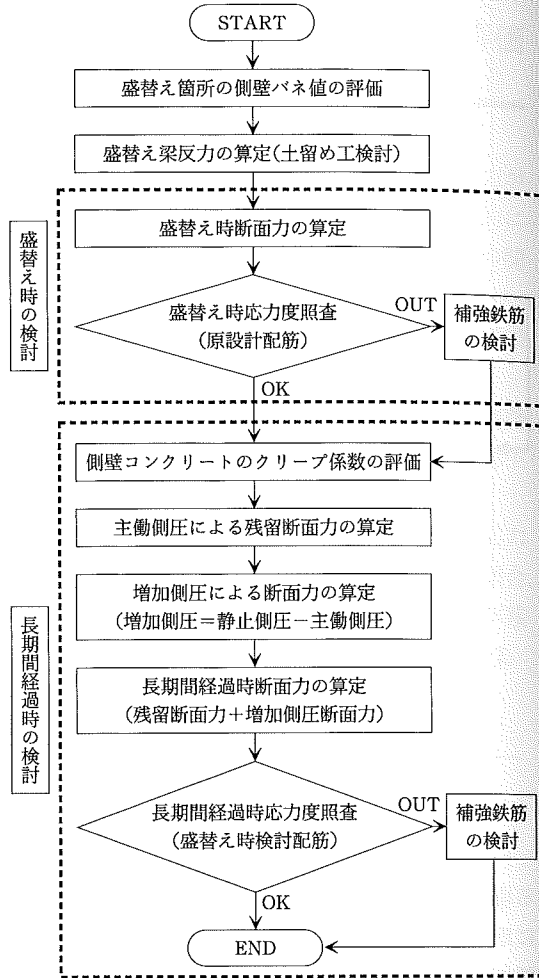 START
盛替え箇所の側壁バネ値の評価
盛替え梁反力の算定(土留め工検討)
盛替え時の検討
盛替え時断面力の算定
盛替え時応力度照査
(原設計配筋)
OUT
補強鉄筋
の検討
OK
長期間経過時の検討
側壁コンクリートのクリープ係数の評価
主働側圧による残留断面力の算定
増加側圧による断面力の算定
(増加側圧=静止側圧-主働側圧)
長期間経過時断面力の算定
(残留断面力+増加側圧断面力)
長期間経過時応力度照査
(盛替え時検討配筋)
OUT
補強鉄筋
の検討
OK
END